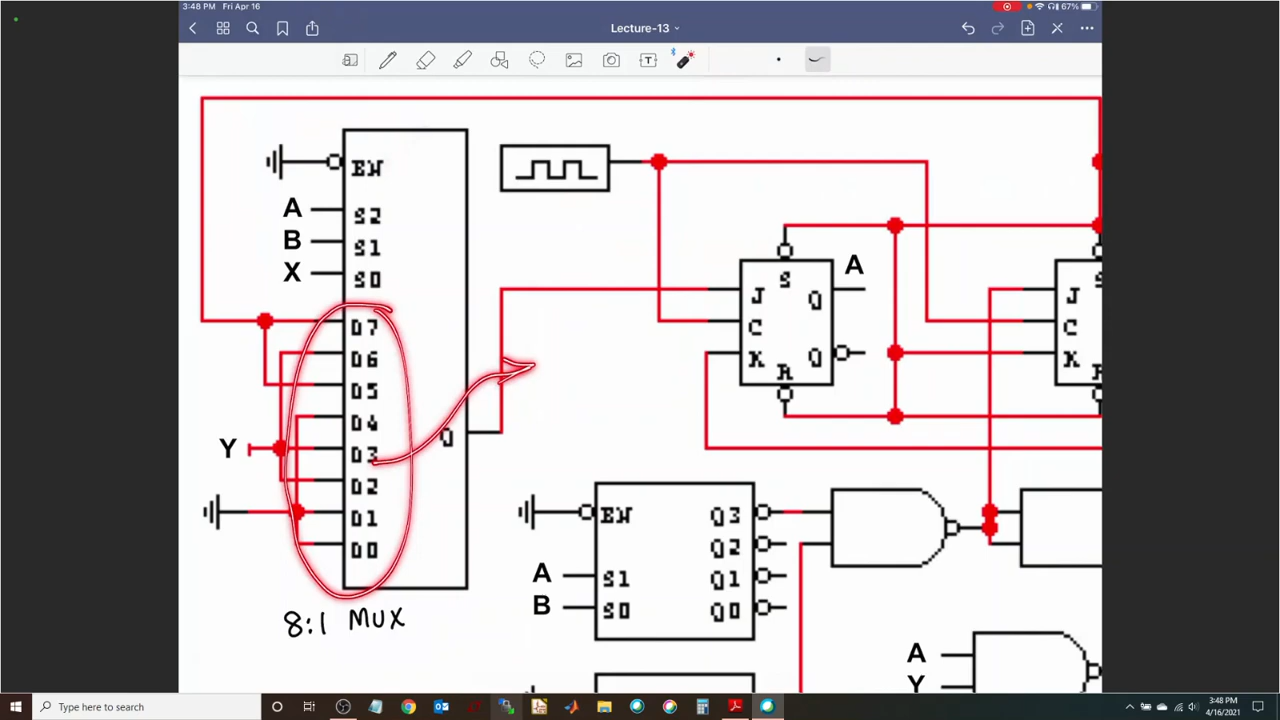 3:48 PM Fri Apr 16
67%
Lecture-13
T
EN
A S2
B S1
X S0
D7
D6
D5
D4
Y D3
D2
D1
D0
Q
8:1 MUX
S
A
J Q
C
K Q
R
S
J
C
K
R
EN Q3
Q2
A S1 Q1
B S0 Q0
A
Y
Type here to search
3:48 PM
4/16/2021